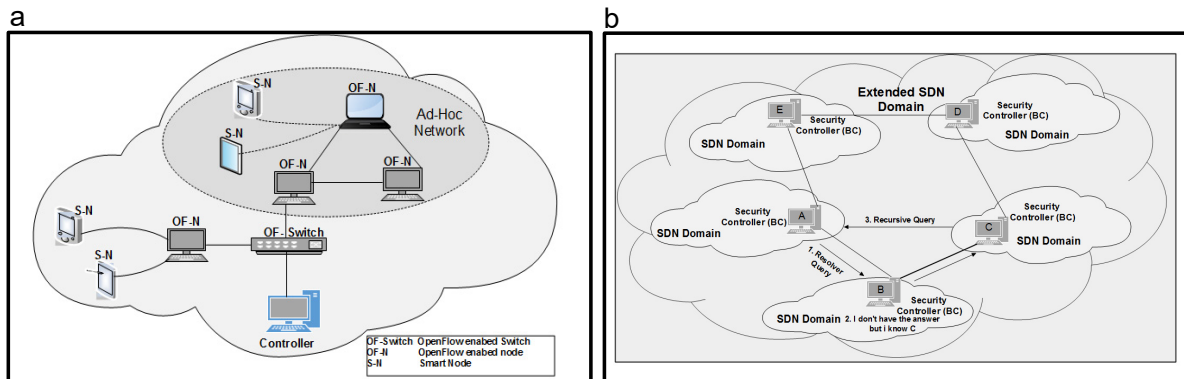 a
S-N
OF-N
Ad-Hoc
Network
S-N
OF-N
OF-N
S-N
OF-N
OF- Switch
S-N
Controller
OF-Switch OpenFlow enabed Switch
OF-N OpenFlow enabed node
S-N Smart Node
b
Extended SDN
Domain
E
Security
Controller (BC)
SDN Domain
D
Security
Controller (BC)
SDN Domain
Security
Controller (BC)
A
SDN Domain
3. Recursive Query
Security
Controller (BC)
C
SDN Domain
1. Resolver
Query
B
Security
Controller (BC)
SDN Domain
2. I don't have the answer
but i know C